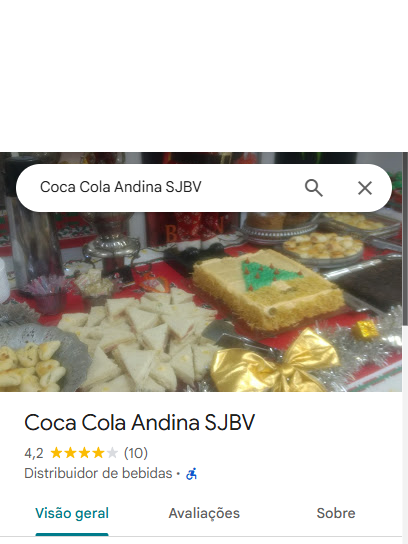 Coca Cola Andina SJBV
Coca Cola Andina SJBV
4,2 (10)
Distribuidor de bebidas ·
Visão geral Avaliações Sobre